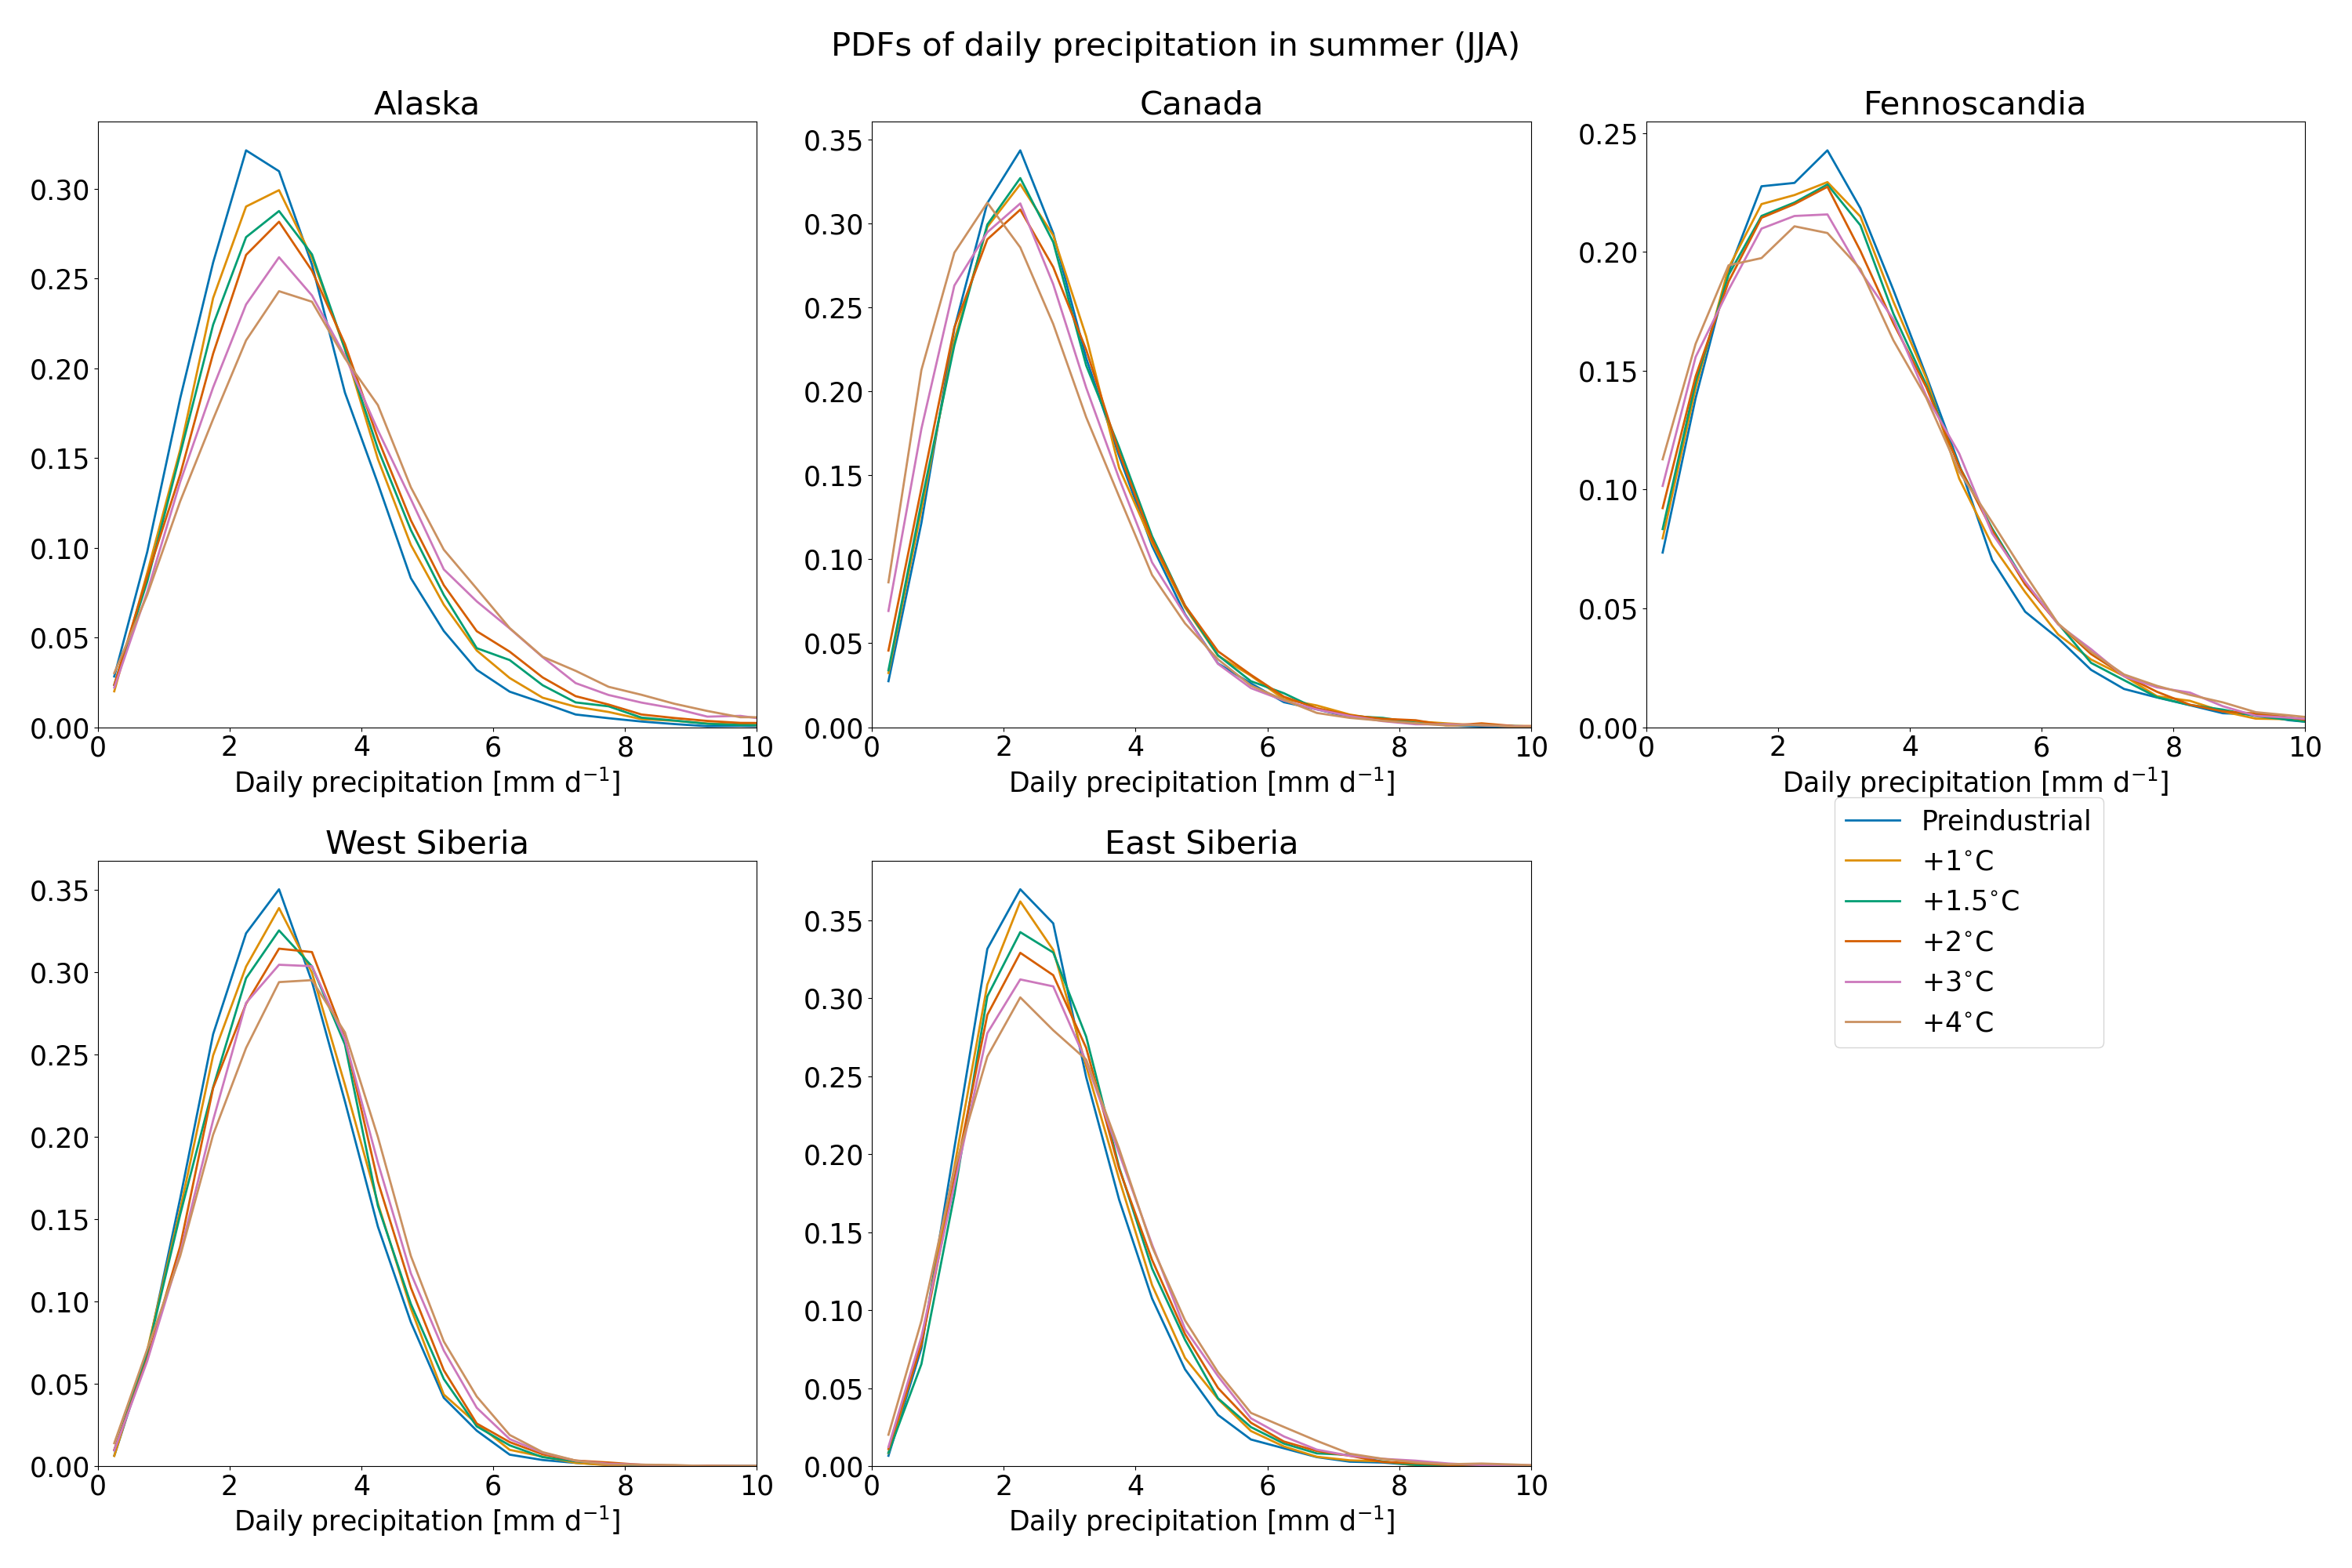 PDFs of daily precipitation in summer (JJA)
Alaska
0.30
0.25
0.20
0.15
0.10
0.05
0.00
0 2 4 6 8 10
Daily precipitation [mm d⁻¹]
Canada
0.35
0.30
0.25
0.20
0.15
0.10
0.05
0.00
0 2 4 6 8 10
Daily precipitation [mm d⁻¹]
Fennoscandia
0.25
0.20
0.15
0.10
0.05
0.00
0 2 4 6 8 10
Daily precipitation [mm d⁻¹]
West Siberia
0.35
0.30
0.25
0.20
0.15
0.10
0.05
0.00
0 2 4 6 8 10
Daily precipitation [mm d⁻¹]
East Siberia
0.35
0.30
0.25
0.20
0.15
0.10
0.05
0.00
0 2 4 6 8 10
Daily precipitation [mm d⁻¹]
Preindustrial
+1°C
+1.5°C
+2°C
+3°C
+4°C